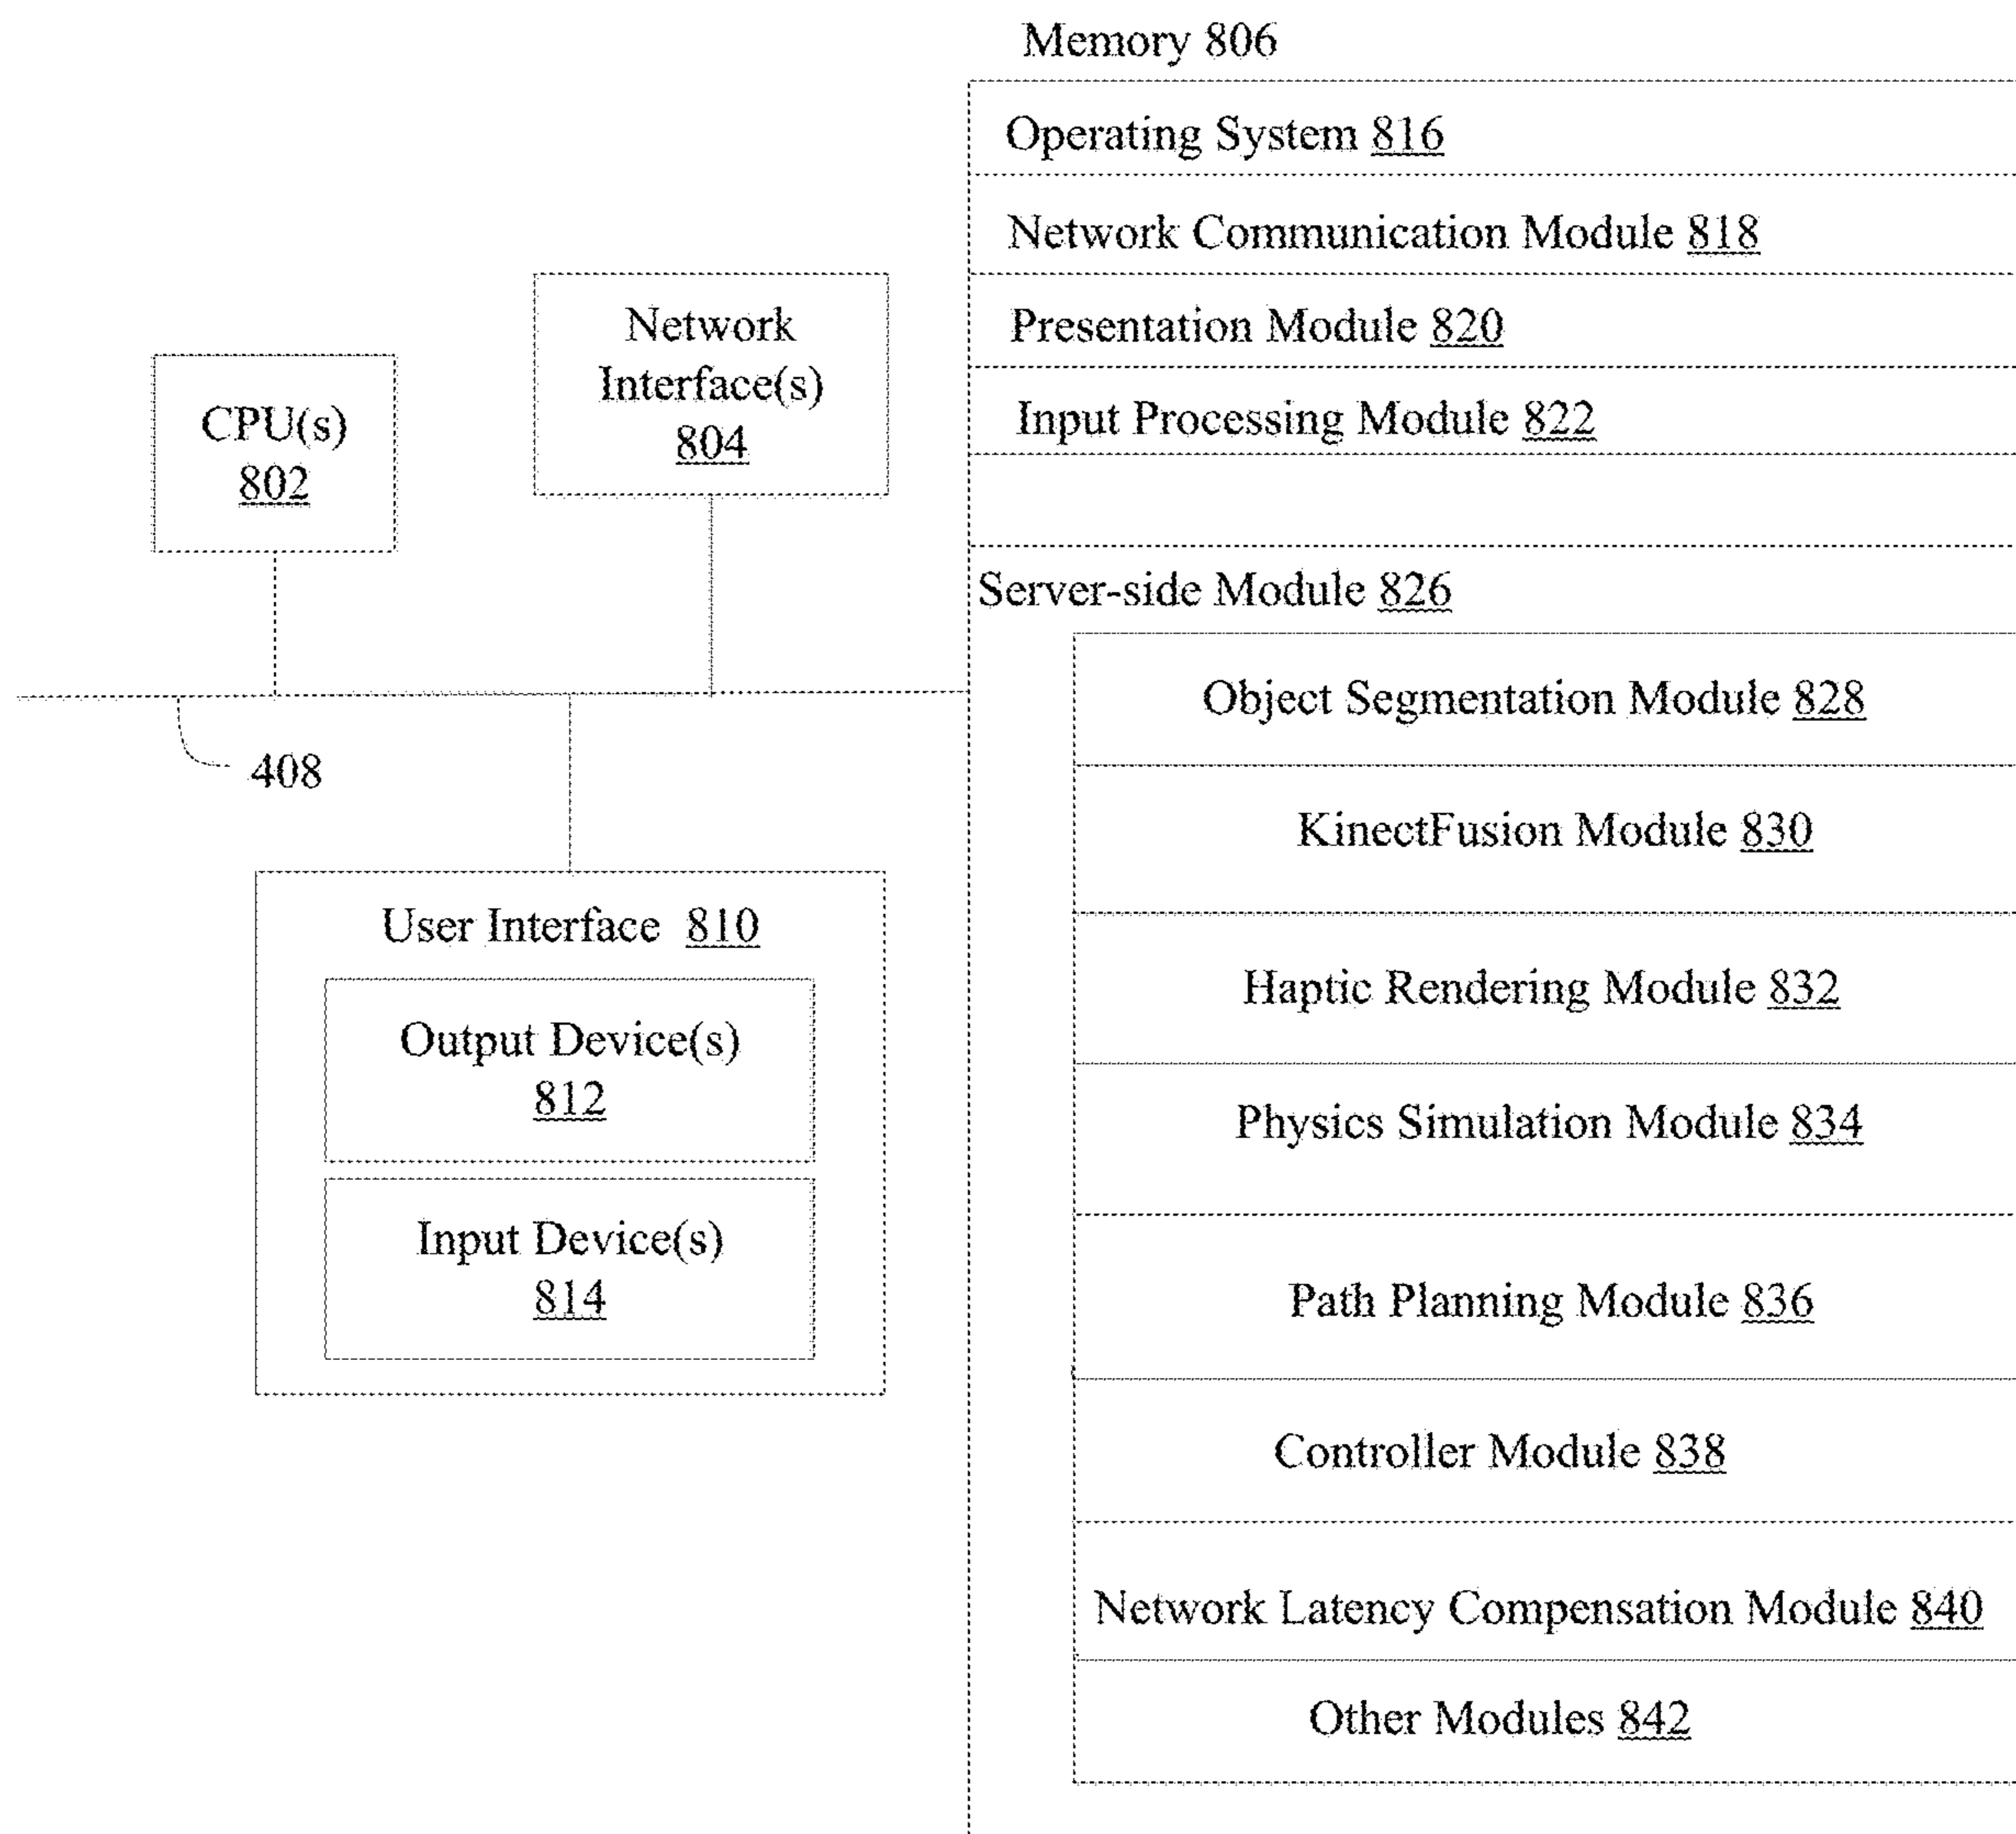 Memory 806
Operating System 816
Network Communication Module 818
Presentation Module 820
Input Processing Module 822
Network
Interface(s)
804
CPU(s)
802
408
User Interface 810
Output Device(s)
812
Input Device(s)
814
Server-side Module 826
Object Segmentation Module 828
KinectFusion Module 830
Haptic Rendering Module 832
Physics Simulation Module 834
Path Planning Module 836
Controller Module 838
Network Latency Compensation Module 840
Other Modules 842